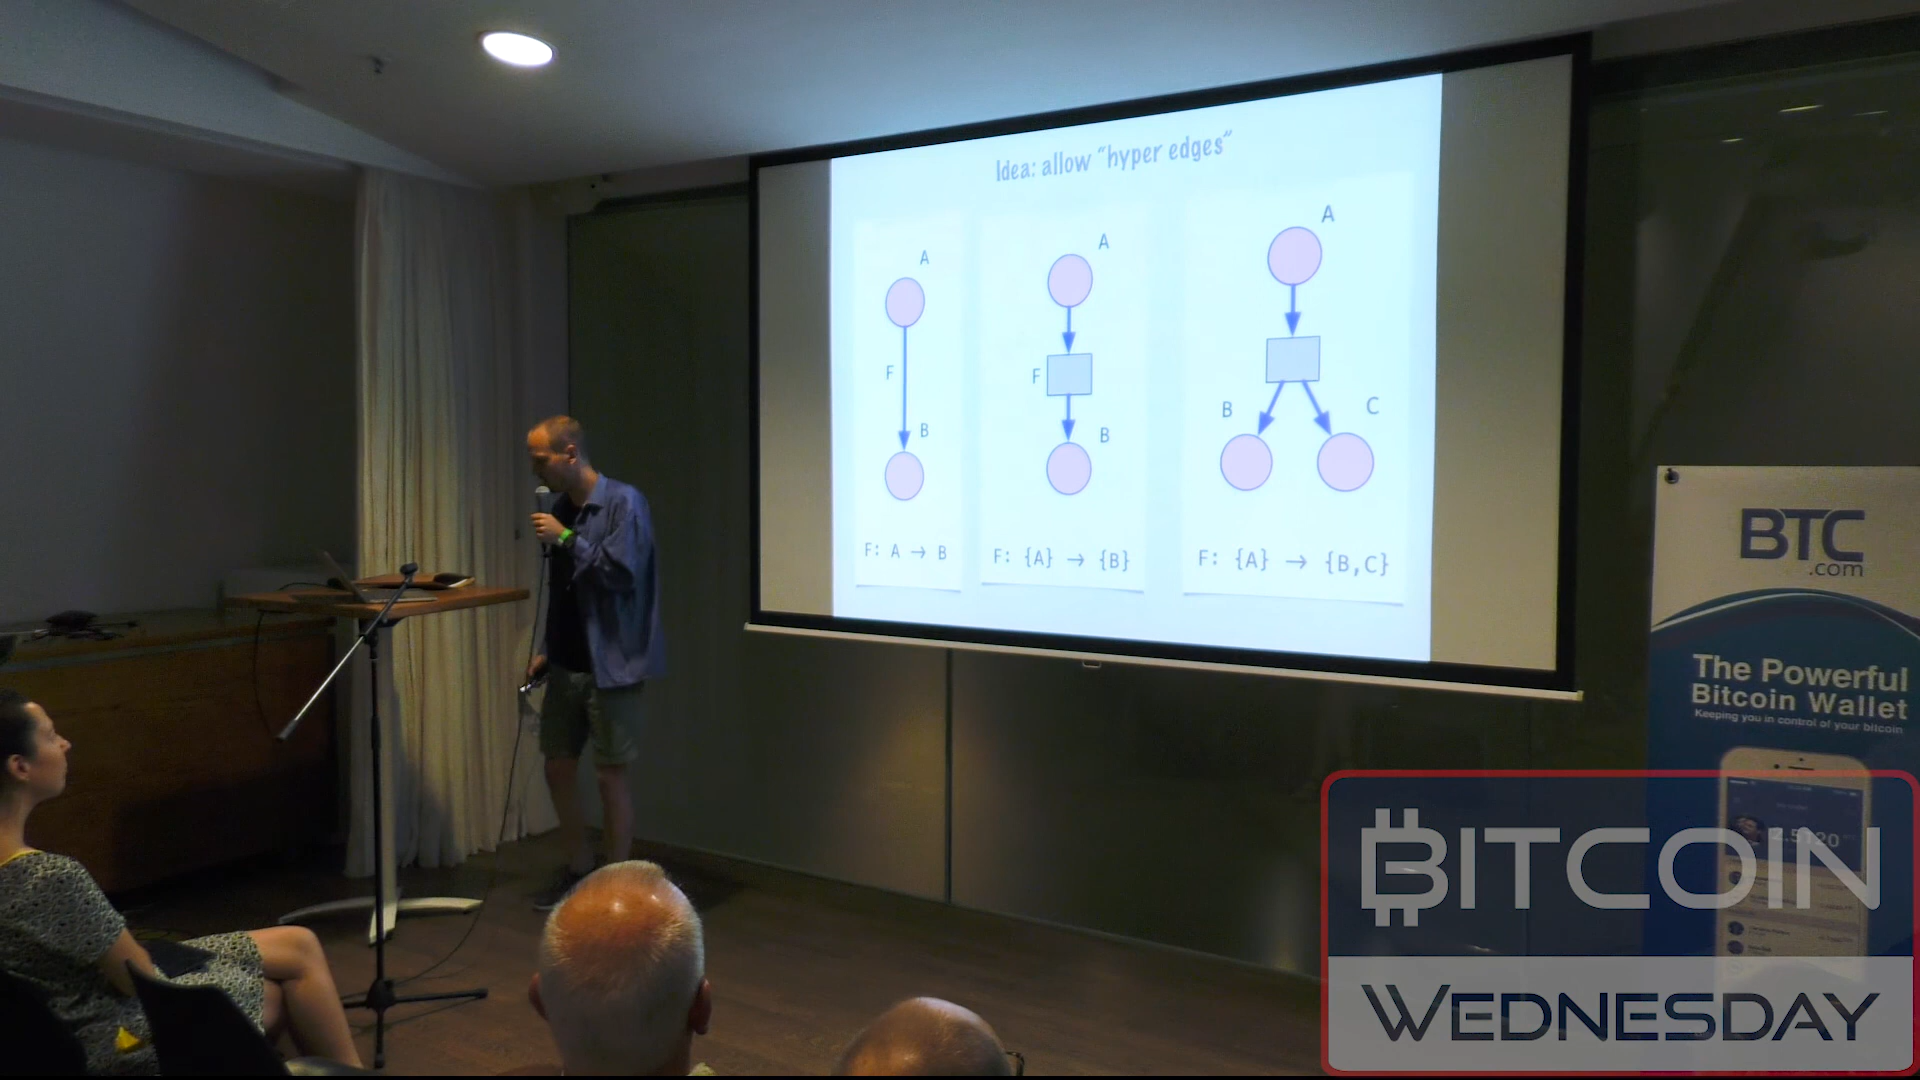 Idea: allow “hyper edges”
A
F
B
F: A → B
A
F
B
F: {A} → {B}
A
B
C
F: {A} → {B,C}
BTC
.com
The Powerful
Bitcoin Wallet
Keeping you in control of your bitcoin
BITCOIN
WEDNESDAY